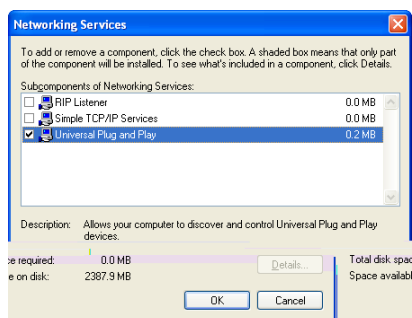 Networking Services
To add or remove a component, click the check box. A shaded box means that only part
of the component will be installed. To see what's included in a component, click Details.
Subcomponents of Networking Services:
RIP Listener 0.0 MB
Simple TCP/IP Services 0.0 MB
Universal Plug and Play 0.2 MB
Description: Allows your computer to discover and control Universal Plug and Play
devices.
ce required: 0.0 MB Details... Total disk spac
e on disk: 2387.9 MB Space availabl
OK Cancel